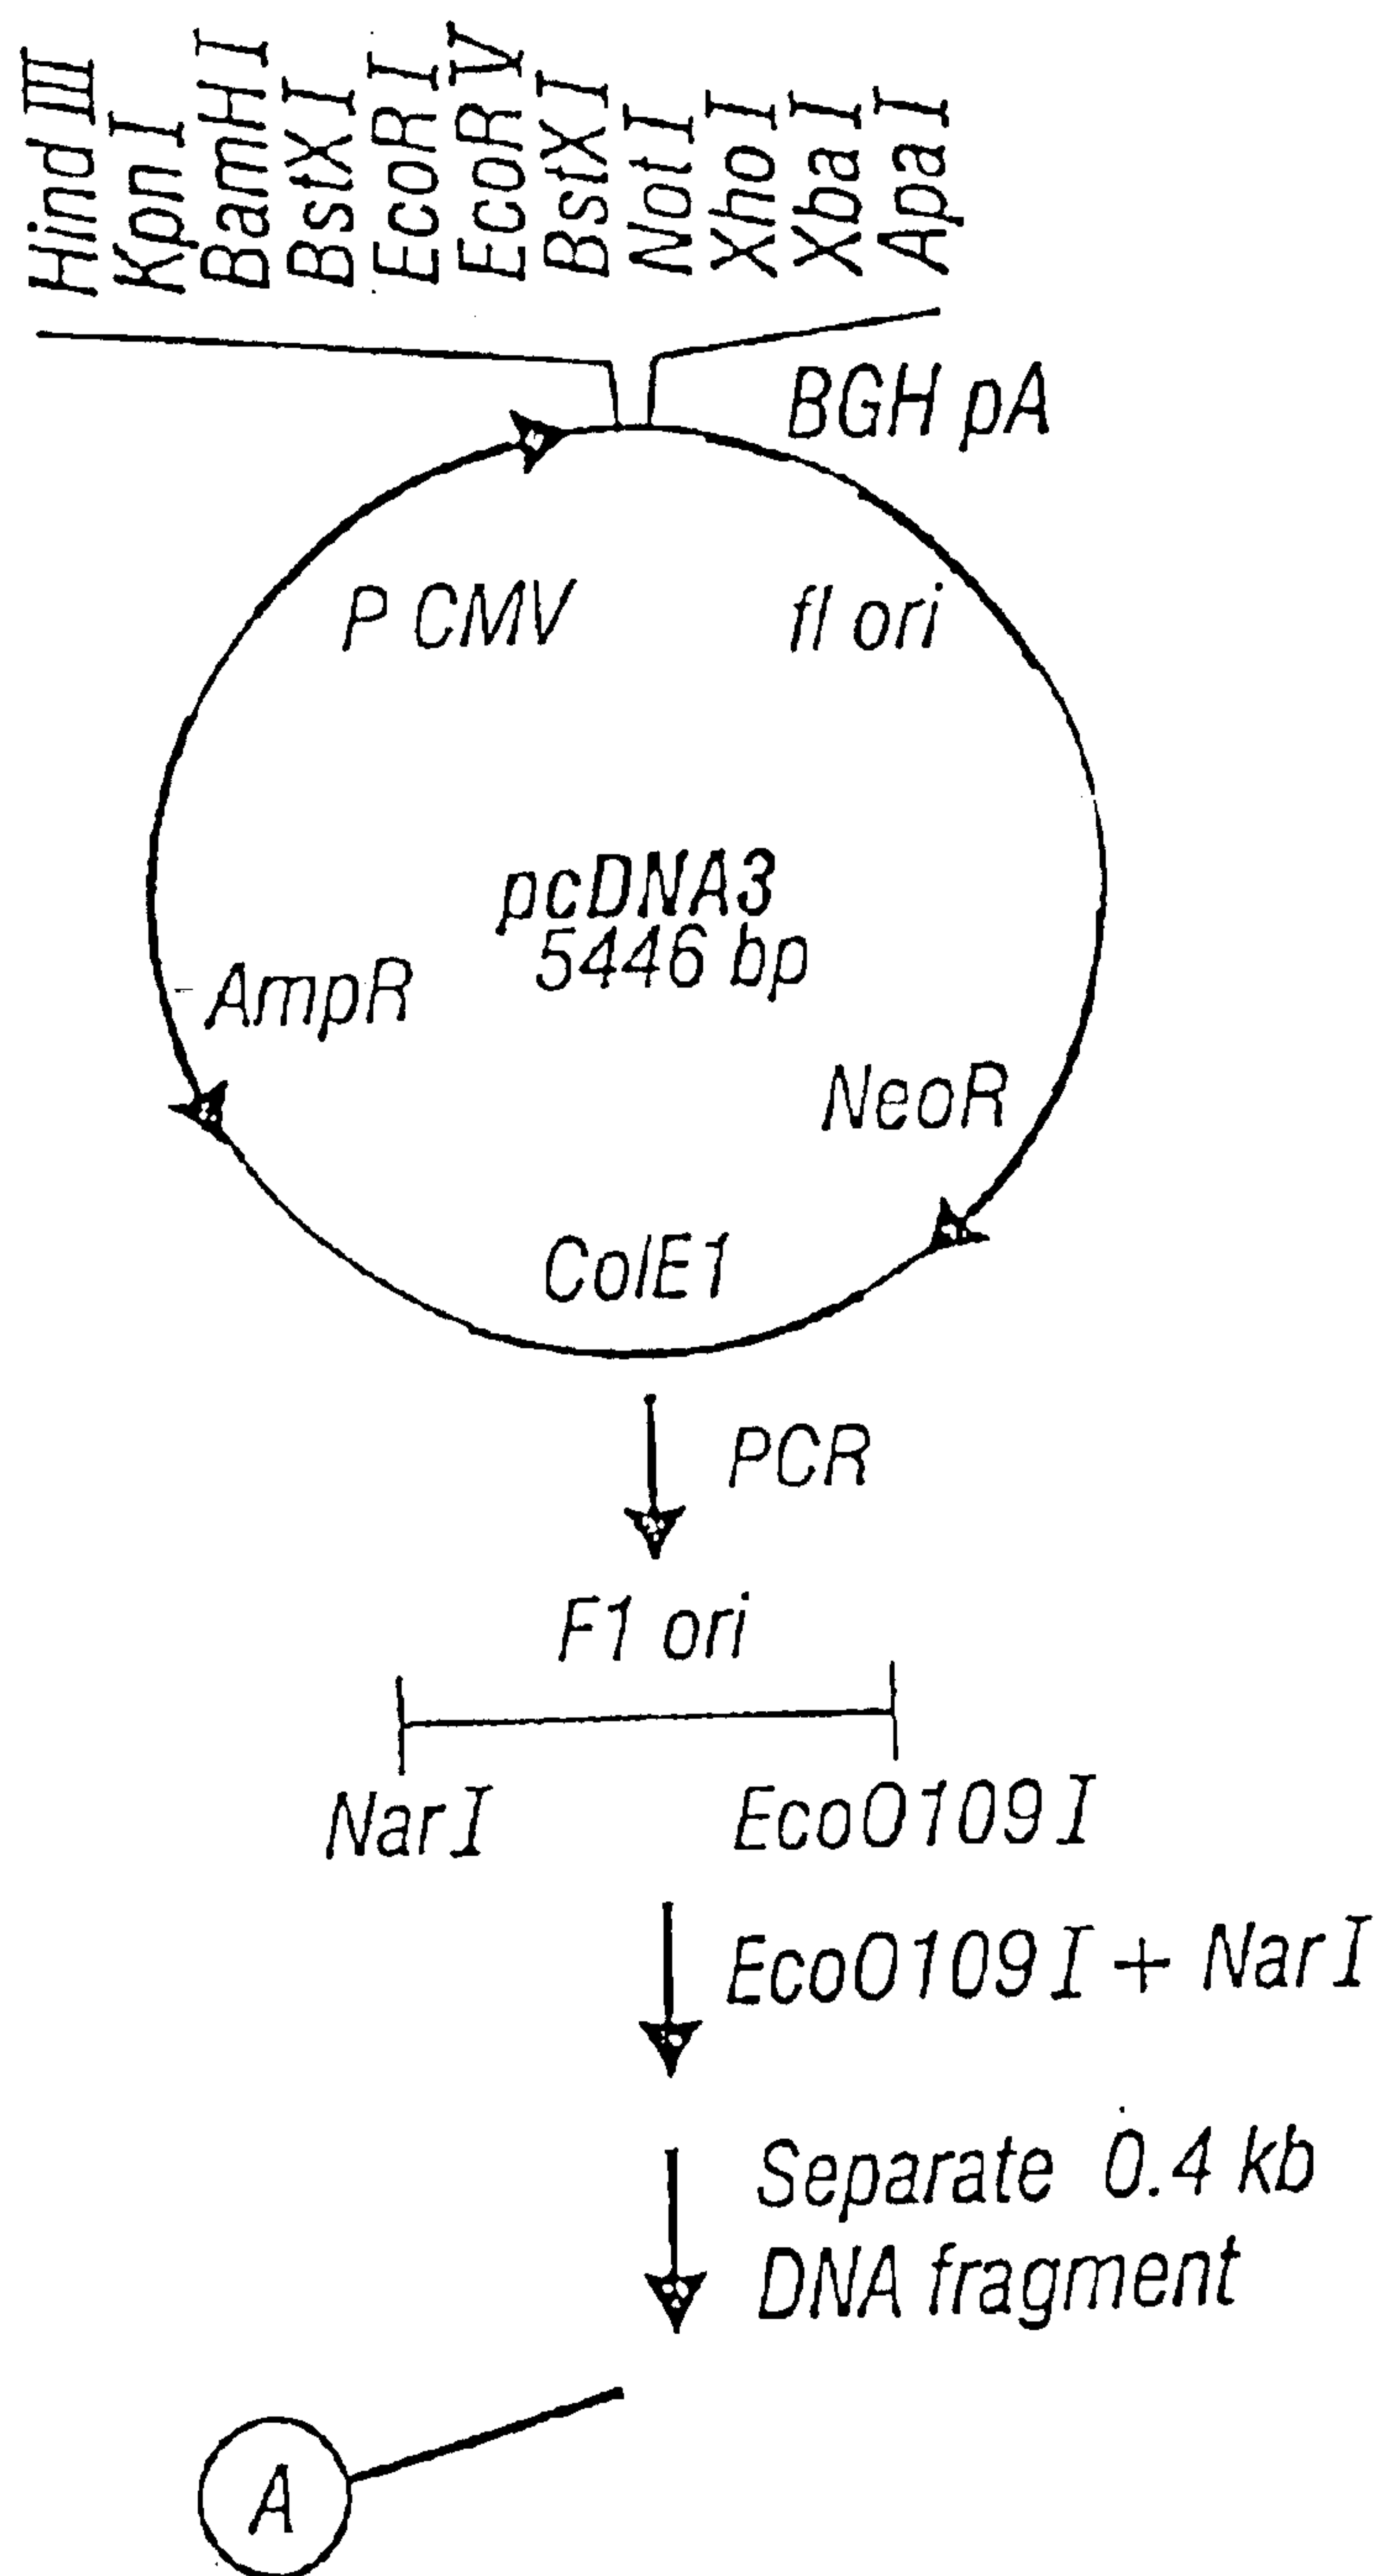 Hind III
Kpn I
BamH I
BstX I
EcoR I
EcoR V
BstX I
Not I
Xho I
Xba I
Apa I
BGH pA
P CMV
fl ori
pcDNA3
5446 bp
AmpR
NeoR
ColE1
PCR
F1 ori
Nar I
EcoO109 I
EcoO109 I + Nar I
Separate 0.4 kb
DNA fragment
A